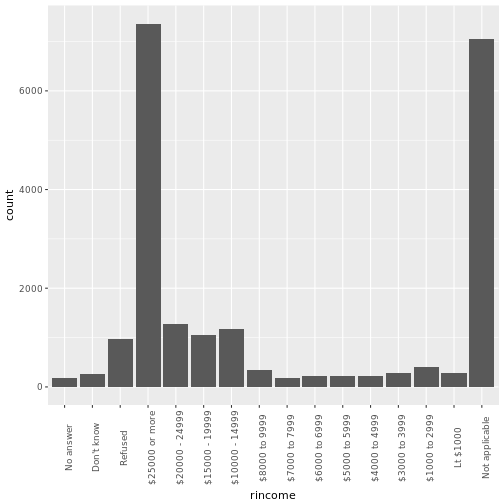 6000
4000
2000
0
count
No answer
Don't know
Refused
$25000 or more
$20000 - 24999
$15000 - 19999
$10000 - 14999
$8000 to 9999
$7000 to 7999
$6000 to 6999
$5000 to 5999
$4000 to 4999
$3000 to 3999
$1000 to 2999
Lt $1000
Not applicable
rincome